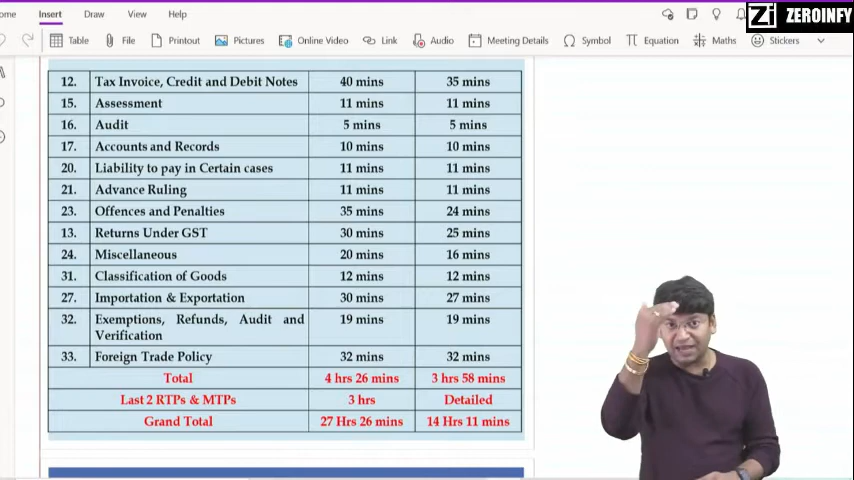 ome Insert Draw View Help
Zi ZEROINFY
Table File Printout Pictures Online Video Link Audio Meeting Details Symbol Equation Maths Stickers
12. Tax Invoice, Credit and Debit Notes 40 mins 35 mins
15. Assessment 11 mins 11 mins
16. Audit 5 mins 5 mins
17. Accounts and Records 10 mins 10 mins
20. Liability to pay in Certain cases 11 mins 11 mins
21. Advance Ruling 11 mins 11 mins
23. Offences and Penalties 35 mins 24 mins
13. Returns Under GST 30 mins 25 mins
24. Miscellaneous 20 mins 16 mins
31. Classification of Goods 12 mins 12 mins
27. Importation & Exportation 30 mins 27 mins
32. Exemptions, Refunds, Audit and 19 mins 19 mins
Verification
33. Foreign Trade Policy 32 mins 32 mins
Total 4 hrs 26 mins 3 hrs 58 mins
Last 2 RTPs & MTPs 3 hrs Detailed
Grand Total 27 Hrs 26 mins 14 Hrs 11 mins